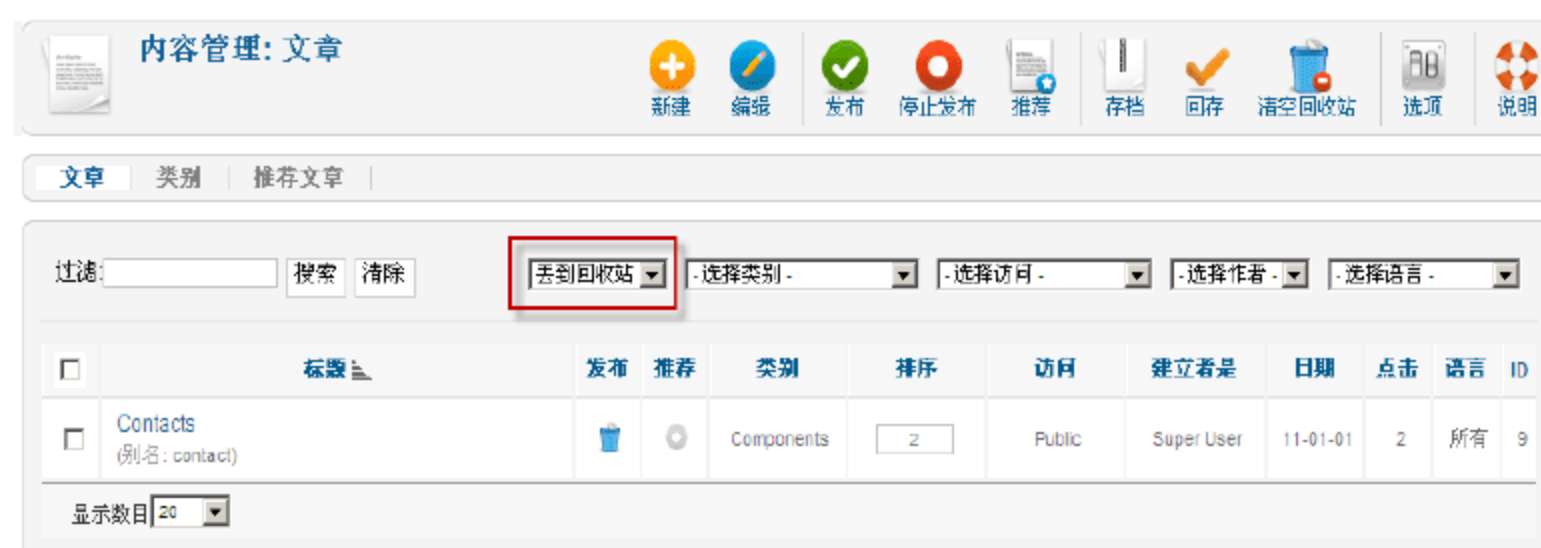 内容管理: 文章
新建 编辑 发布 停止发布 推荐 存档 回存 清空回收站 选项 说明
文章 类别 推荐文章
过滤: 搜索 清除 丢到回收站 - 选择类别 - - 选择访问 - - 选择作者 - - 选择语言 -
标题 发布 推荐 类别 排序 访问 建立者是 日期 点击 语言 ID
Contacts Components 2 Public Super User 11-01-01 2 所有 9
(别名: contact)
显示数目 20